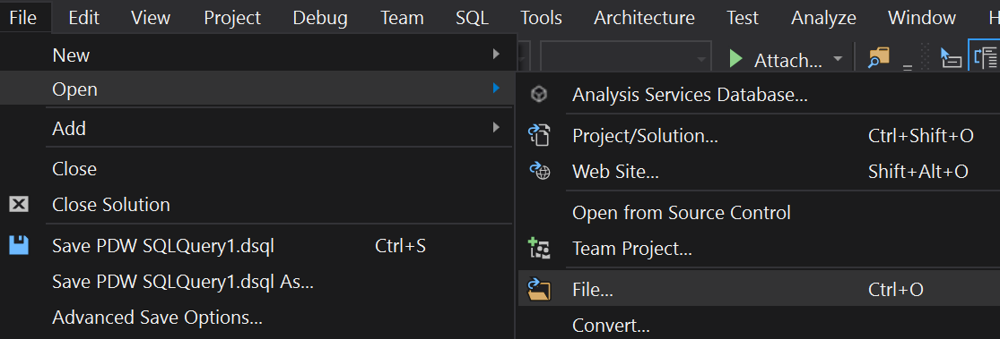 File Edit View Project Debug Team SQL Tools Architecture Test Analyze Window H
Attach...
New
Open
Add
Close
Close Solution
Save PDW SQLQuery1.dsql Ctrl+S
Save PDW SQLQuery1.dsql As...
Advanced Save Options...
Analysis Services Database...
Project/Solution... Ctrl+Shift+O
Web Site... Shift+Alt+O
Open from Source Control
Team Project...
File... Ctrl+O
Convert...